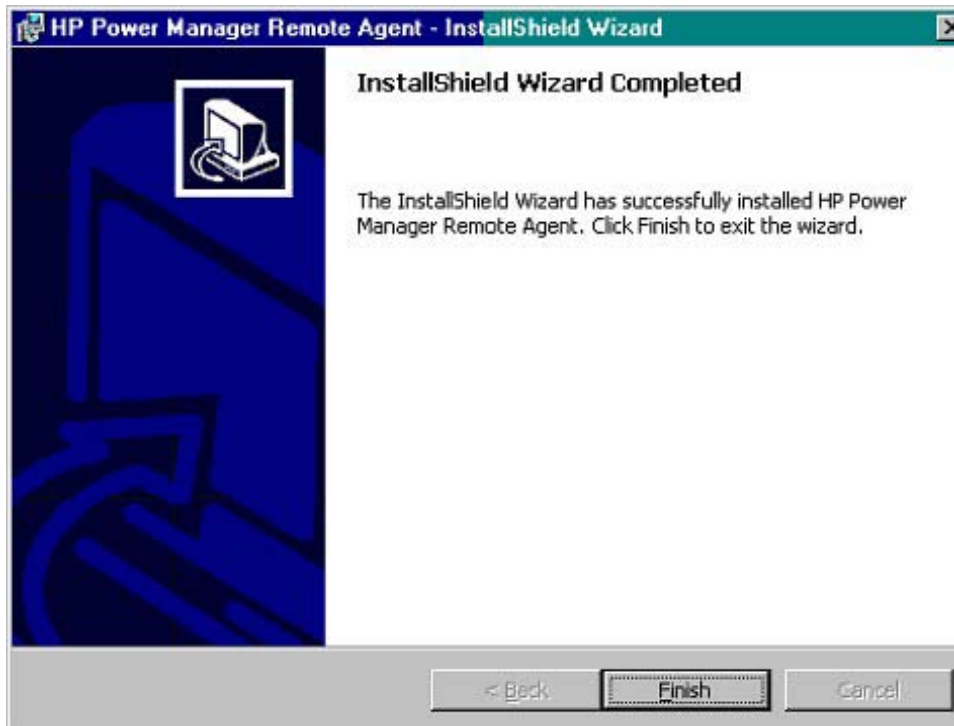 HP Power Manager Remote Agent - InstallShield Wizard
InstallShield Wizard Completed
The InstallShield Wizard has successfully installed HP Power
Manager Remote Agent. Click Finish to exit the wizard.
< Back
Finish
Cancel